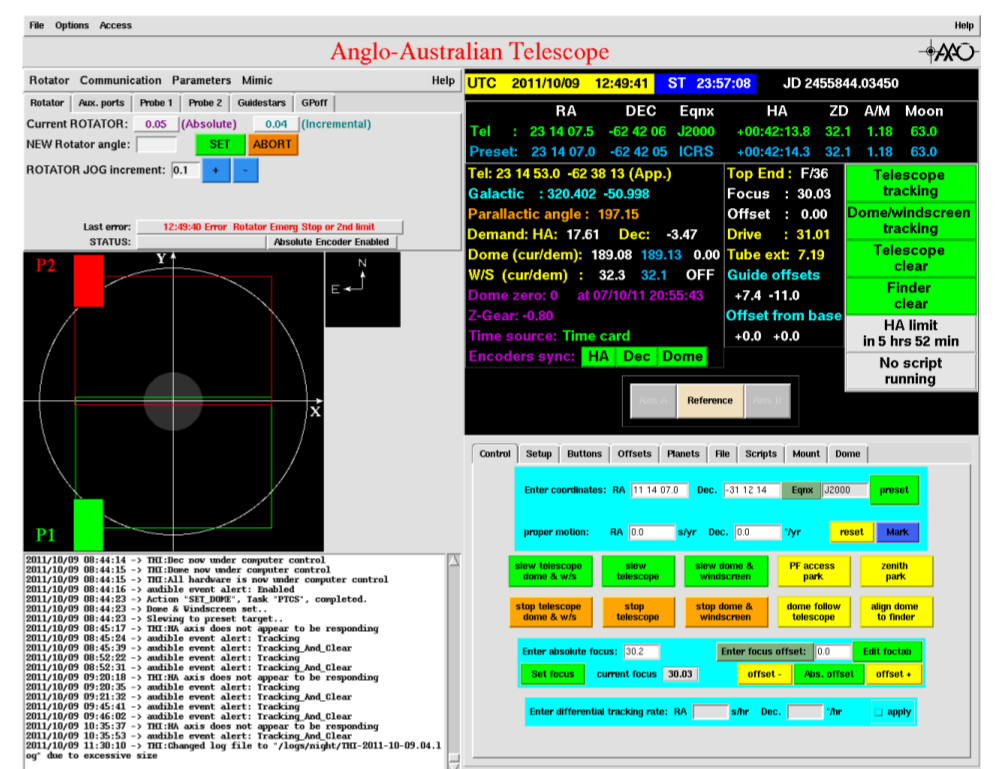 File Options Access Help
Anglo-Australian Telescope
AAO
Rotator Communication Parameters Mimic Help
Rotator Aux. ports Probe 1 Probe 2 Guidestars GPoff
Current ROTATOR: 0.05 (Absolute) 0.04 (Incremental)
NEW Rotator angle: SET ABORT
ROTATOR JOG increment: 0.1 + -
Last error: 12:49:40 Error Rotator Emerg Stop or 2nd limit
STATUS: Absolute Encoder Enabled
P2 Y N
E
X
P1
2011/10/09 08:44:14 -> THI:Dec now under computer control
2011/10/09 08:44:15 -> THI:Dome now under computer control
2011/10/09 08:44:15 -> THI:All hardware is now under computer control
2011/10/09 08:44:16 -> audible event alert: Enabled
2011/10/09 08:44:23 -> Action "SET_DOME", Task "PTCS", completed.
2011/10/09 08:44:23 -> Dome & Windscreen set..
2011/10/09 08:44:23 -> Slewing to preset target..
2011/10/09 08:45:17 -> THI:HA axis does not appear to be responding
2011/10/09 08:45:24 -> audible event alert: Tracking
2011/10/09 08:45:39 -> audible event alert: Tracking_And_Clear
2011/10/09 08:52:22 -> audible event alert: Tracking
2011/10/09 08:52:31 -> audible event alert: Tracking_And_Clear
2011/10/09 09:20:18 -> THI:HA axis does not appear to be responding
2011/10/09 09:20:35 -> audible event alert: Tracking
2011/10/09 09:21:32 -> audible event alert: Tracking_And_Clear
2011/10/09 09:45:41 -> audible event alert: Tracking
2011/10/09 09:46:02 -> audible event alert: Tracking_And_Clear
2011/10/09 10:35:37 -> THI:HA axis does not appear to be responding
2011/10/09 10:35:53 -> audible event alert: Tracking_And_Clear
2011/10/09 11:30:10 -> THI:Changed log file to "/logs/night/THI-2011-10-09.04.l
og" due to excessive size
UTC 2011/10/09 12:49:41 ST 23:57:08 JD 2455844.03450
RA DEC Eqnx HA ZD A/M Moon
Tel : 23 14 07.5 -62 42 06 J2000 +00:42:13.8 32.1 1.18 63.0
Preset: 23 14 07.0 -62 42 05 ICRS +00:42:14.3 32.1 1.18 63.0
Tel: 23 14 53.0 -62 38 13 (App.)
Galactic : 320.402 -50.998
Parallactic angle : 197.15
Demand: HA: 17.61 Dec: -3.47
Dome (cur/dem): 189.08 189.13 0.00
W/S (cur/dem) : 32.3 32.1 OFF
Dome zero: 0 at 07/10/11 20:55:43
Z-Gear: -0.80
Time source: Time card
Encoders sync: HA Dec Dome
Top End : F/36
Focus : 30.03
Offset : 0.00
Drive : 31.01
Tube ext: 7.19
Guide offsets
+7.4 -11.0
Offset from base
+0.0 +0.0
Telescope
tracking
Dome/windscreen
tracking
Telescope
clear
Finder
clear
HA limit
in 5 hrs 52 min
No script
running
Axis A Reference Axis B
Control Setup Buttons Offsets Planets File Scripts Mount Dome
Enter coordinates: RA 11 14 07.0 Dec. -31 12 14 Eqnx J2000 preset
proper motion: RA 0.0 s/yr Dec. 0.0 "/yr reset Mark
slew telescope
dome & w/s
slew
telescope
slew dome &
windscreen
PF access
park
zenith
park
stop telescope
dome & w/s
stop
telescope
stop dome &
windscreen
dome follow
telescope
align dome
to finder
Enter absolute focus: 30.2 Enter focus offset: 0.0 Edit foctab
Set focus current focus 30.03 offset - Abs. offset offset +
Enter differential tracking rate: RA s/hr Dec. "/hr apply